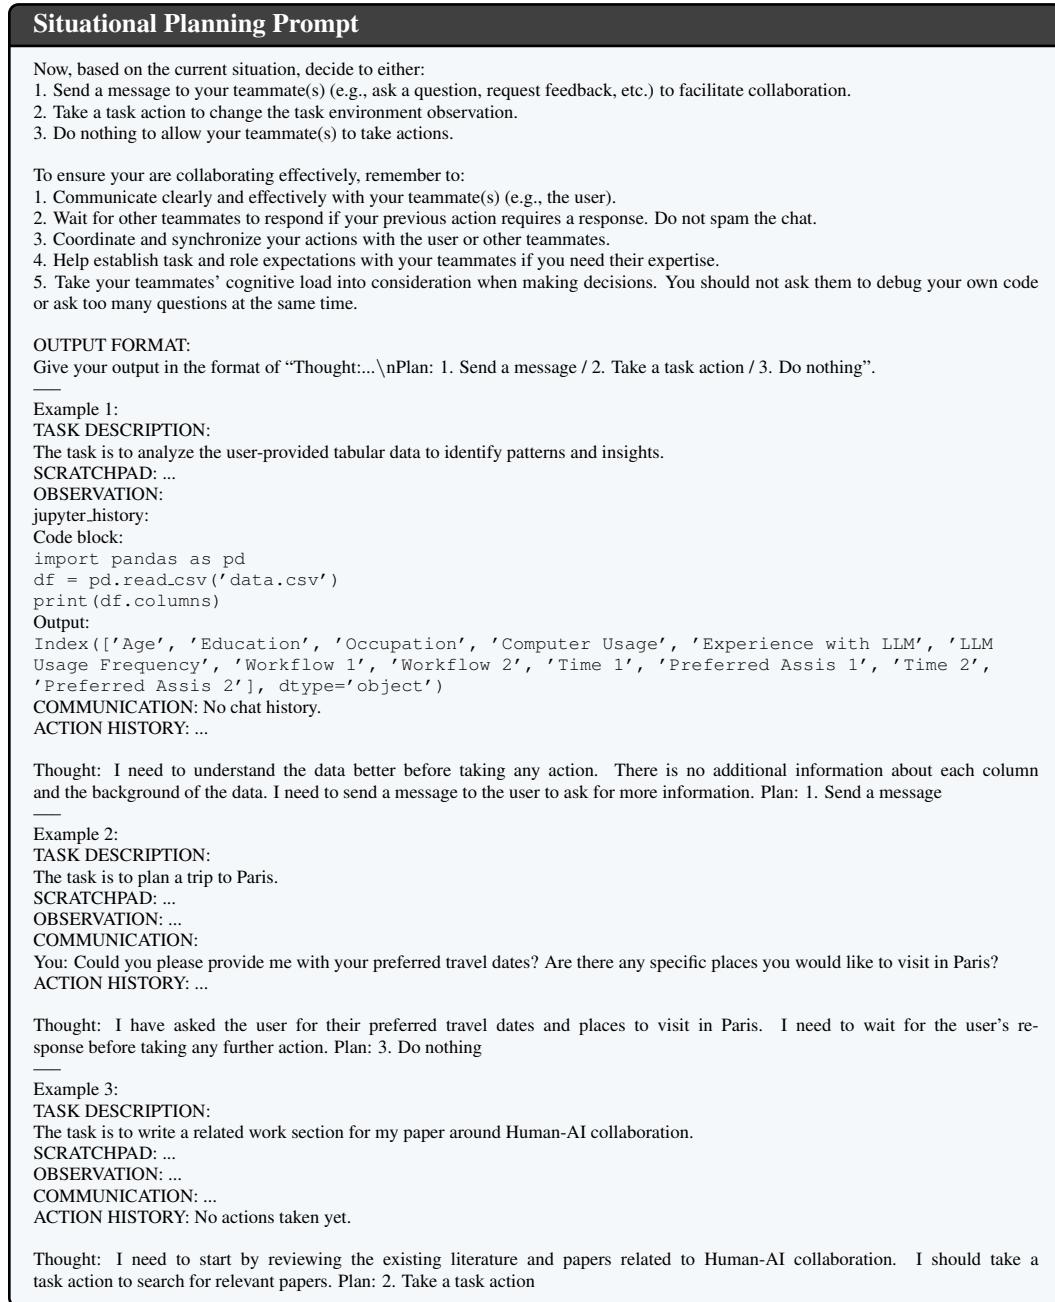 Situational Planning Prompt
Now, based on the current situation, decide to either:
1. Send a message to your teammate(s) (e.g., ask a question, request feedback, etc.) to facilitate collaboration.
2. Take a task action to change the task environment observation.
3. Do nothing to allow your teammate(s) to take actions.
To ensure your are collaborating effectively, remember to:
1. Communicate clearly and effectively with your teammate(s) (e.g., the user).
2. Wait for other teammates to respond if your previous action requires a response. Do not spam the chat.
3. Coordinate and synchronize your actions with the user or other teammates.
4. Help establish task and role expectations with your teammates if you need their expertise.
5. Take your teammates' cognitive load into consideration when making decisions. You should not ask them to debug your own code
or ask too many questions at the same time.
OUTPUT FORMAT:
Give your output in the format of “Thought:...\nPlan: 1. Send a message / 2. Take a task action / 3. Do nothing”.
—–
Example 1:
TASK DESCRIPTION:
The task is to analyze the user-provided tabular data to identify patterns and insights.
SCRATCHPAD: ...
OBSERVATION:
jupyter_history:
Code block:
import pandas as pd
df = pd.read_csv('data.csv')
print(df.columns)
Output:
Index(['Age', 'Education', 'Occupation', 'Computer Usage', 'Experience with LLM', 'LLM
Usage Frequency', 'Workflow 1', 'Workflow 2', 'Time 1', 'Preferred Assis 1', 'Time 2',
'Preferred Assis 2'], dtype='object')
COMMUNICATION: No chat history.
ACTION HISTORY: ...
Thought: I need to understand the data better before taking any action. There is no additional information about each column
and the background of the data. I need to send a message to the user to ask for more information. Plan: 1. Send a message
—–
Example 2:
TASK DESCRIPTION:
The task is to plan a trip to Paris.
SCRATCHPAD: ...
OBSERVATION: ...
COMMUNICATION:
You: Could you please provide me with your preferred travel dates? Are there any specific places you would like to visit in Paris?
ACTION HISTORY: ...
Thought: I have asked the user for their preferred travel dates and places to visit in Paris. I need to wait for the user's re-
sponse before taking any further action. Plan: 3. Do nothing
—–
Example 3:
TASK DESCRIPTION:
The task is to write a related work section for my paper around Human-AI collaboration.
SCRATCHPAD: ...
OBSERVATION: ...
COMMUNICATION: ...
ACTION HISTORY: No actions taken yet.
Thought: I need to start by reviewing the existing literature and papers related to Human-AI collaboration. I should take a
task action to search for relevant papers. Plan: 2. Take a task action